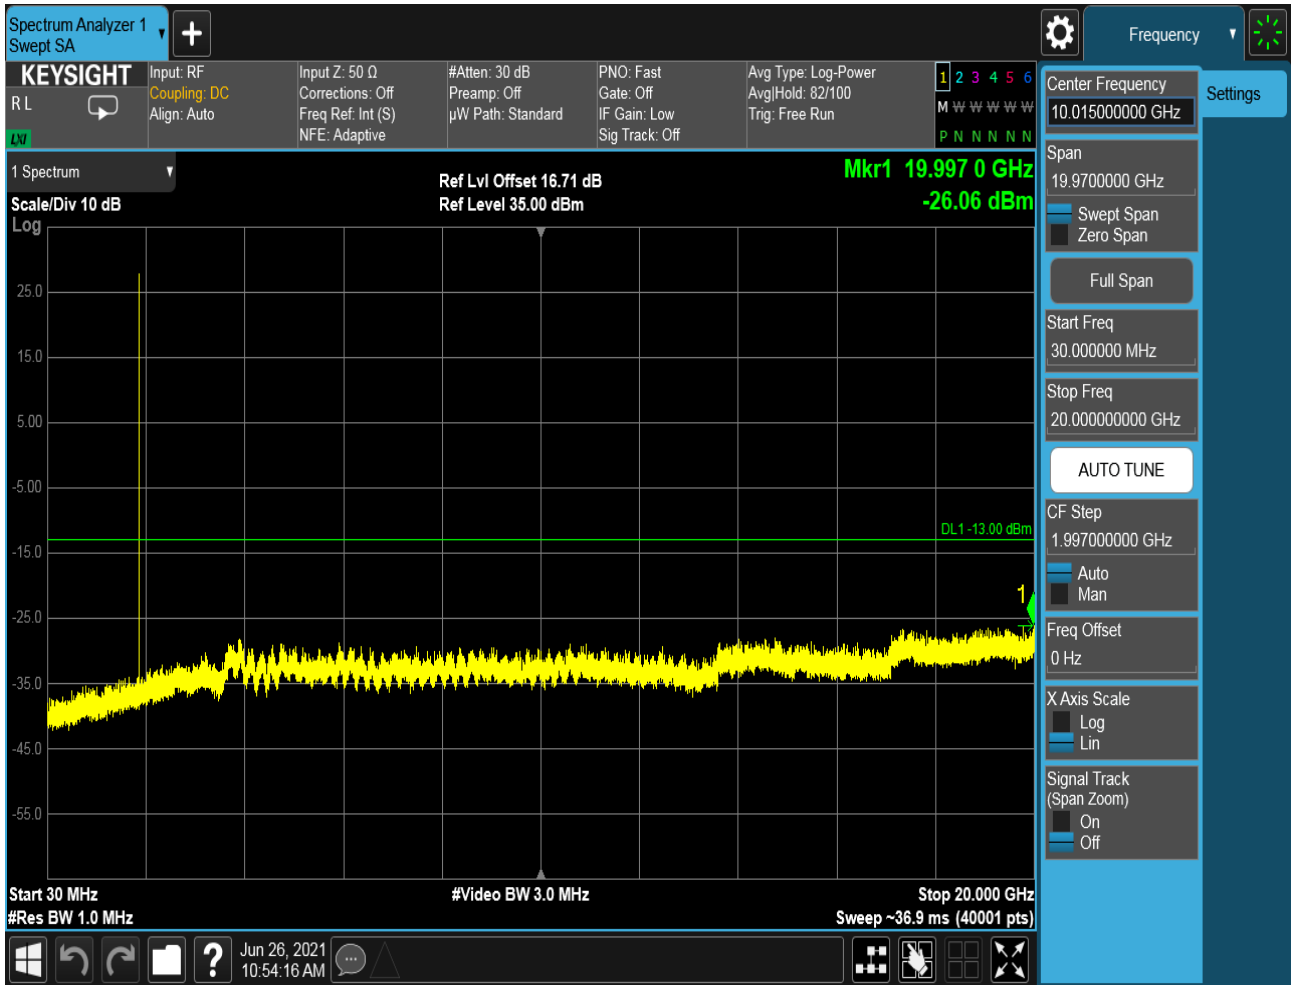 Spectrum Analyzer 1
Swept SA
Frequency
KEYSIGHT
R L
LXI
Input: RF
Coupling: DC
Align: Auto
Input Z: 50 Ω
Corrections: Off
Freq Ref: Int (S)
NFE: Adaptive
#Atten: 30 dB
Preamp: Off
µW Path: Standard
PNO: Fast
Gate: Off
IF Gain: Low
Sig Track: Off
Avg Type: Log-Power
Avg|Hold: 82/100
Trig: Free Run
1 2 3 4 5 6
M W W W W W
P N N N N N
1 Spectrum
Scale/Div 10 dB
Log
Ref Lvl Offset 16.71 dB
Ref Level 35.00 dBm
Mkr1 19.997 0 GHz
-26.06 dBm
25.0
15.0
5.00
-5.00
-15.0
-25.0
-35.0
-45.0
-55.0
DL1 -13.00 dBm
1
Start 30 MHz
#Res BW 1.0 MHz
#Video BW 3.0 MHz
Stop 20.000 GHz
Sweep ~36.9 ms (40001 pts)
Jun 26, 2021
10:54:16 AM
?
Center Frequency
10.015000000 GHz
Settings
Span
19.9700000 GHz
Swept Span
Zero Span
Full Span
Start Freq
30.000000 MHz
Stop Freq
20.000000000 GHz
AUTO TUNE
CF Step
1.997000000 GHz
Auto
Man
Freq Offset
0 Hz
X Axis Scale
Log
Lin
Signal Track
(Span Zoom)
On
Off